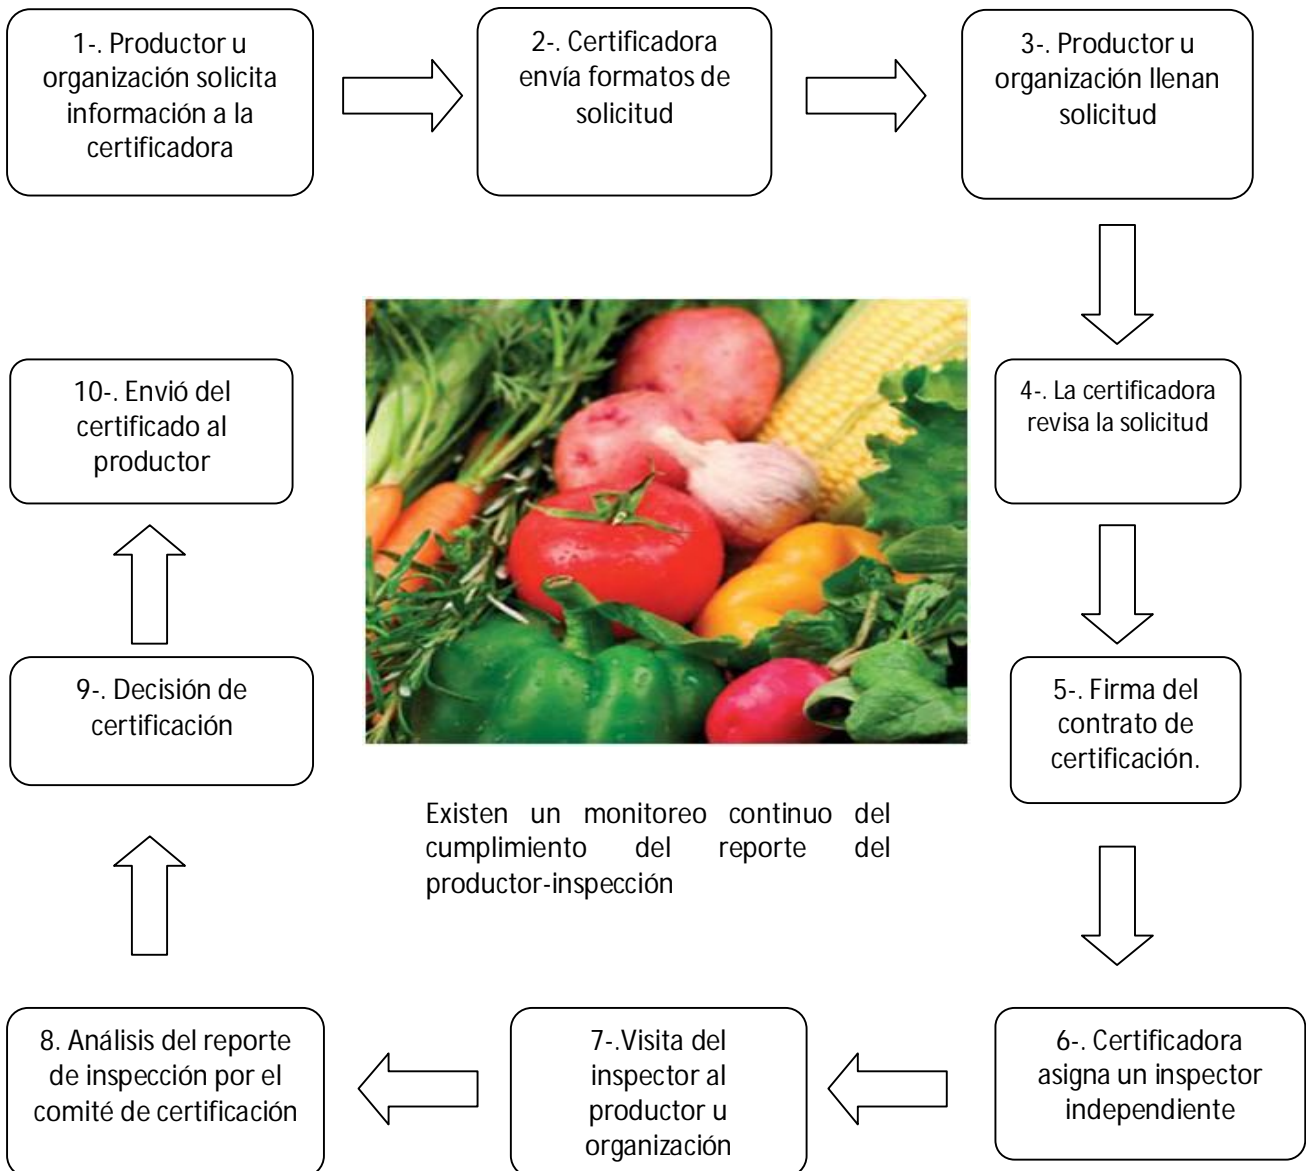 1-. Productor u
organización solicita
información a la
certificadora
2-. Certificadora
envía formatos de
solicitud
3-. Productor u
organización llenan
solicitud
4-. La certificadora
revisa la solicitud
5-. Firma del
contrato de
certificación.
6-. Certificadora
asigna un inspector
independiente
7-.Visita del
inspector al
productor u
organización
8. Análisis del reporte
de inspección por el
comité de certificación
9-. Decisión de
certificación
10-. Envió del
certificado al
productor
Existen un monitoreo continuo del
cumplimiento del reporte del
productor-inspección